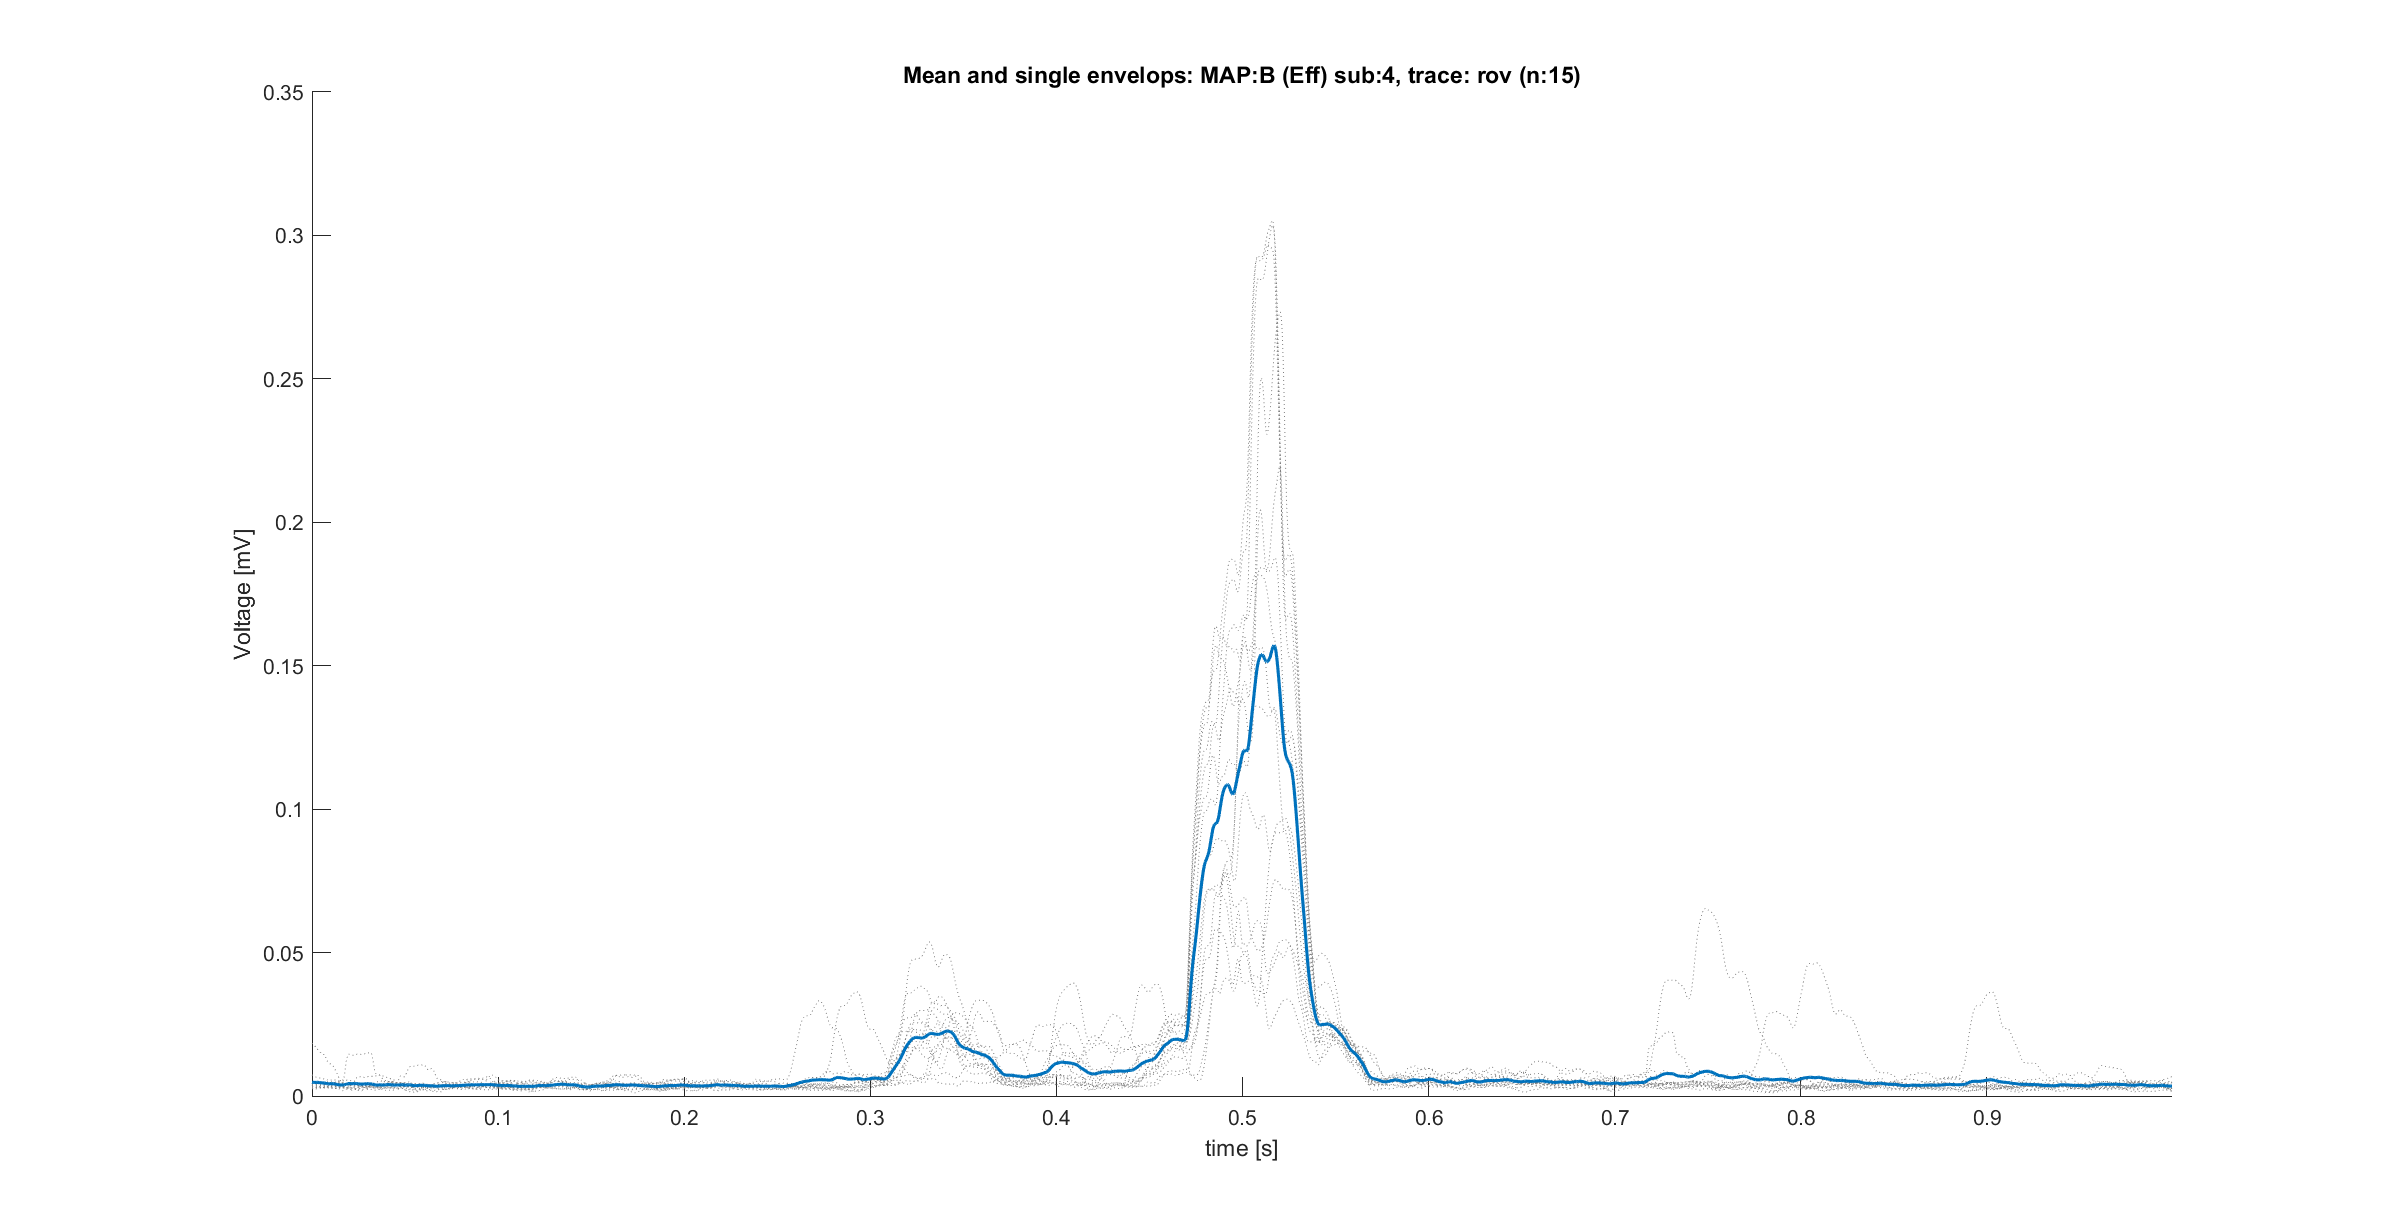 Mean and single envelops: MAP:B (Eff) sub:4, trace: rov (n:15)
0.35
0.3
0.25
0.2
0.15
0.1
0.05
0
Voltage [mV]
0 0.1 0.2 0.3 0.4 0.5 0.6 0.7 0.8 0.9
time [s]